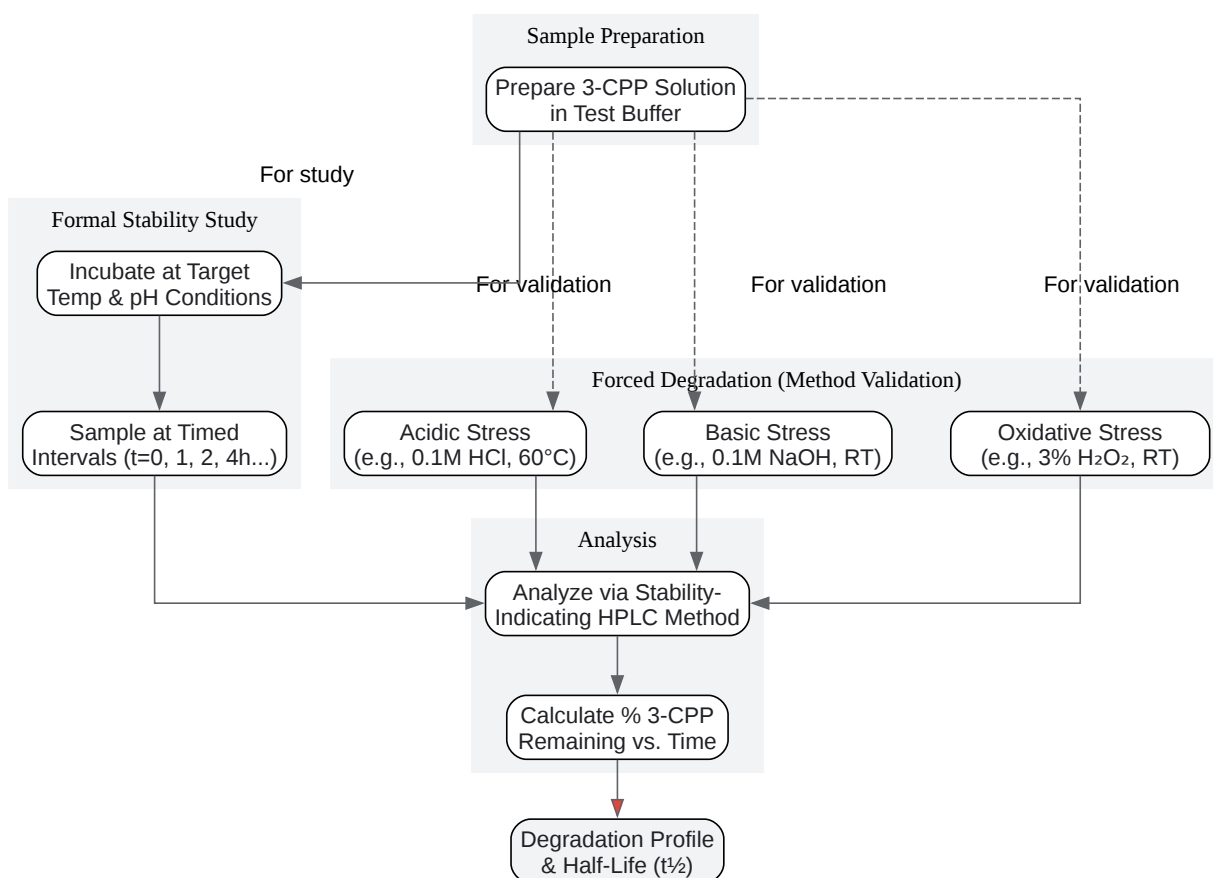 Sample Preparation
Prepare 3-CPP Solution
in Test Buffer
For study
Formal Stability Study
Incubate at Target
Temp & pH Conditions
For validation
For validation
For validation
Forced Degradation (Method Validation)
Sample at Timed
Intervals (t=0, 1, 2, 4h...)
Acidic Stress
(e.g., 0.1M HCl, 60°C)
Basic Stress
(e.g., 0.1M NaOH, RT)
Oxidative Stress
(e.g., 3% H₂O₂, RT)
Analysis
Analyze via Stability-
Indicating HPLC Method
Calculate % 3-CPP
Remaining vs. Time
Degradation Profile
& Half-Life (t½)